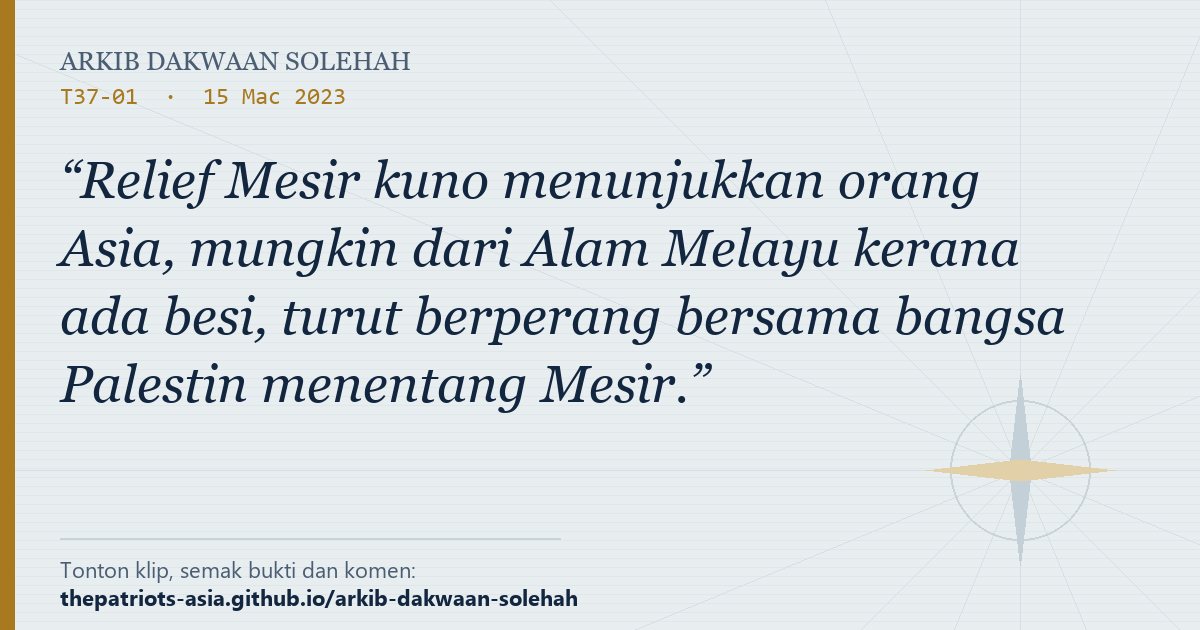 ARKIB DAKWAAN SOLEHAH
T37-01 · 15 Mac 2023
“Relief Mesir kuno menunjukkan orang
Asia, mungkin dari Alam Melayu kerana
ada besi, turut berperang bersama bangsa
Palestin menentang Mesir.”
Tonton klip, semak bukti dan komen:
thepatriots-asia.github.io/arkib-dakwaan-solehah